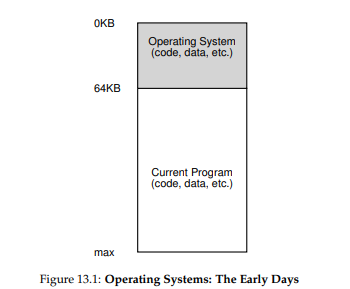 0KB
Operating System
(code, data, etc.)
64KB
Current Program
(code, data, etc.)
max
Figure 13.1: Operating Systems: The Early Days